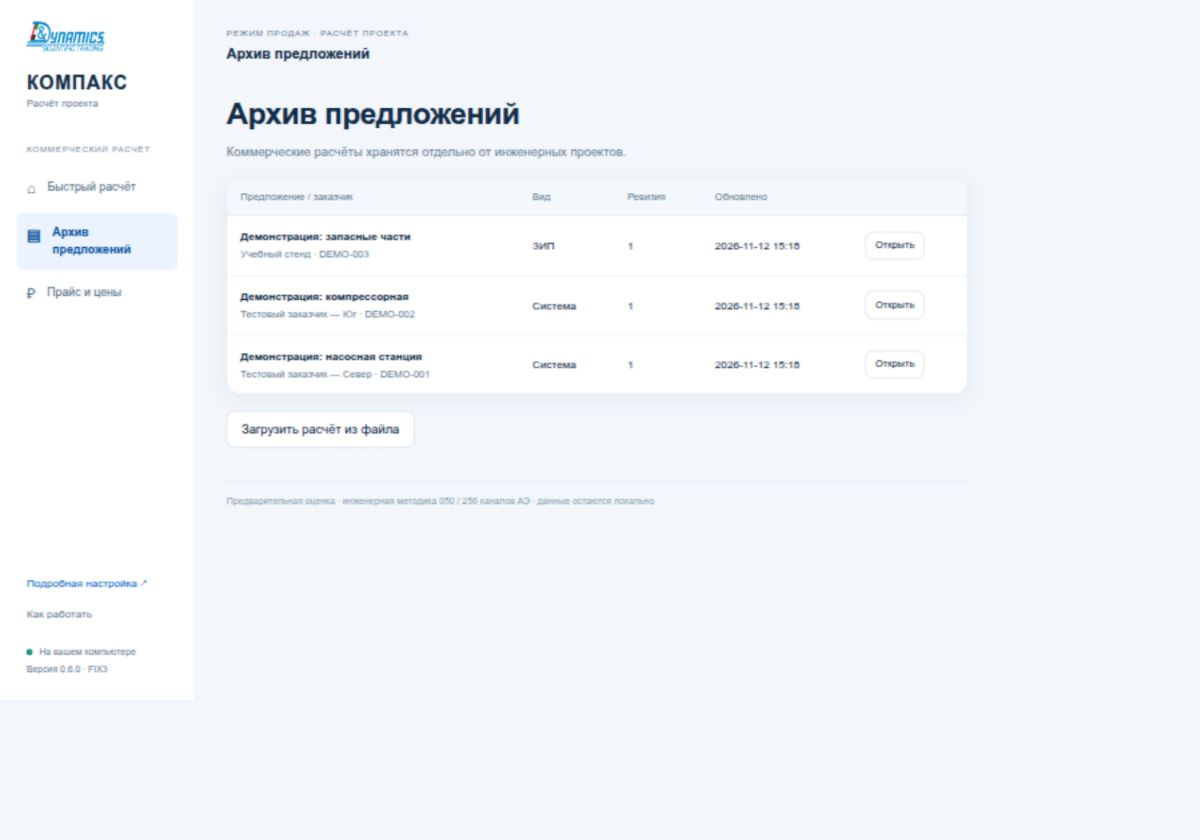 Dynamics
SCIENTIFIC TRADING
КОМПАКС
Расчёт проекта
КОММЕРЧЕСКИЙ РАСЧЁТ
Быстрый расчёт
Архив
предложений
₽ Прайс и цены
Подробная настройка ↗
Как работать
На вашем компьютере
Версия 0.6.0 · FIX3
РЕЖИМ ПРОДАЖ · РАСЧЁТ ПРОЕКТА
Архив предложений
Архив предложений
Коммерческие расчёты хранятся отдельно от инженерных проектов.
Предложение / заказчик Вид Ревизия Обновлено
Демонстрация: запасные части
Учебный стенд · DEMO-003
ЗИП 1 2026-11-12 15:18 Открыть
Демонстрация: компрессорная
Тестовый заказчик — Юг · DEMO-002
Система 1 2026-11-12 15:18 Открыть
Демонстрация: насосная станция
Тестовый заказчик — Север · DEMO-001
Система 1 2026-11-12 15:18 Открыть
Загрузить расчёт из файла
Предварительная оценка · инженерная методика 050 / 256 каналов АЭ · данные остаются локально